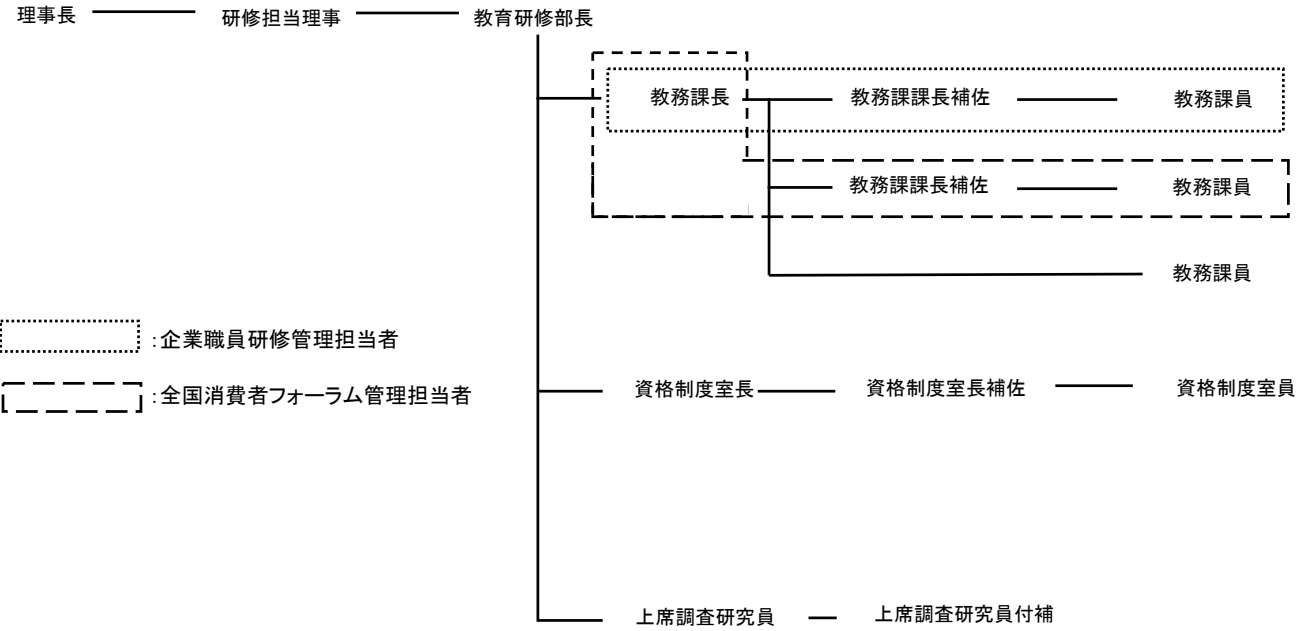 理事長 研修担当理事 教育研修部長
教務課長 教務課課長補佐 教務課員
教務課課長補佐 教務課員
教務課員
:企業職員研修管理担当者
:全国消費者フォーラム管理担当者
資格制度室長 資格制度室長補佐 資格制度室員
上席調査研究員 上席調査研究員付補